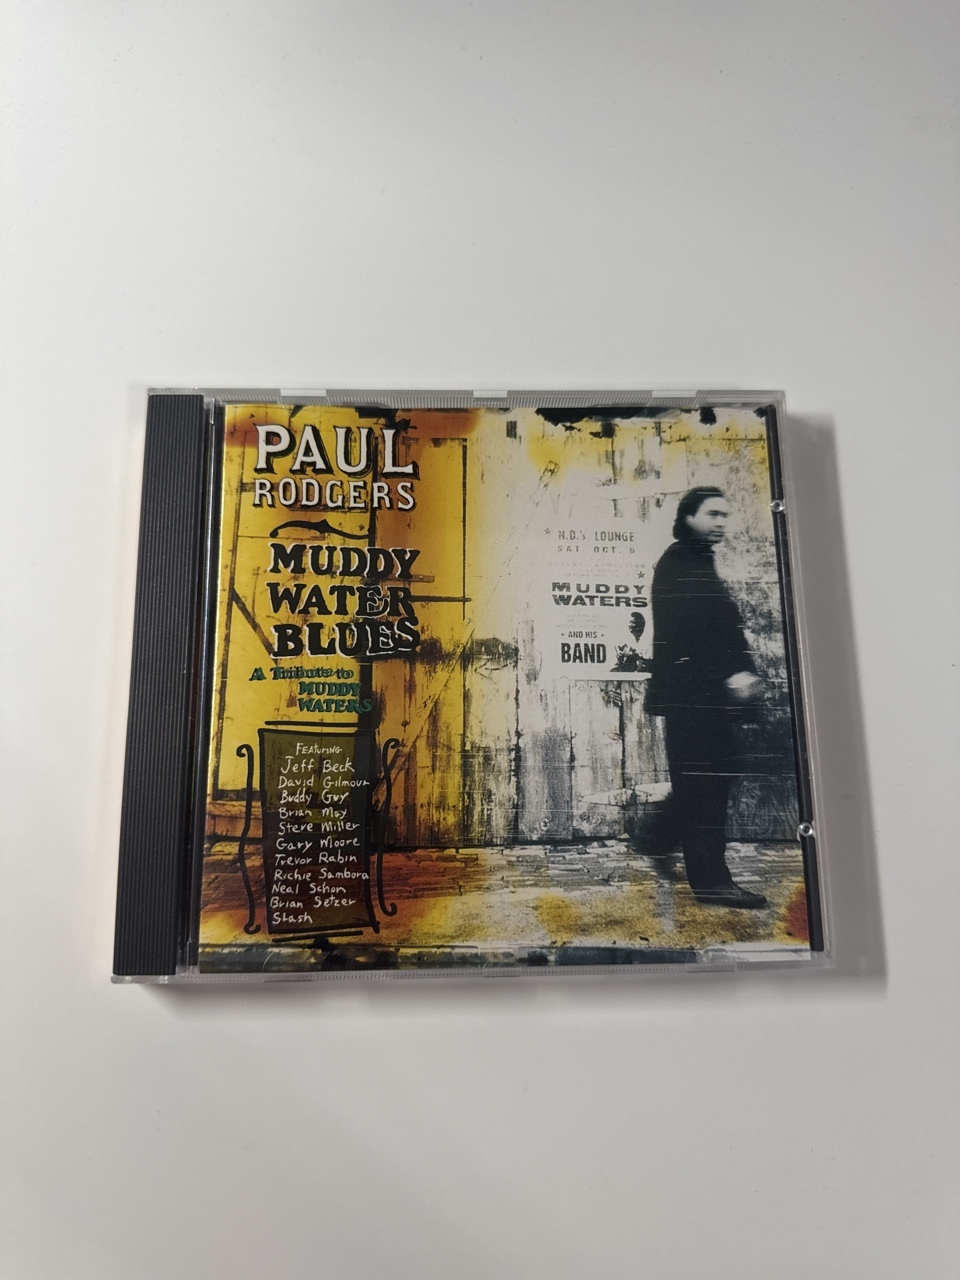 PAUL
RODGERS
MUDDY
WATER
BLUES
A Tribute to
MUDDY
WATERS
Featuring
Jeff Beck
David Gilmour
Buddy Guy
Brian May
Steve Miller
Gary Moore
Trevor Rabin
Richie Sambora
Neal Schon
Brian Setzer
Slash
N.D.'s LOUNGE
SAT. OCT. 6
MUDDY
WATERS
AND HIS
BAND